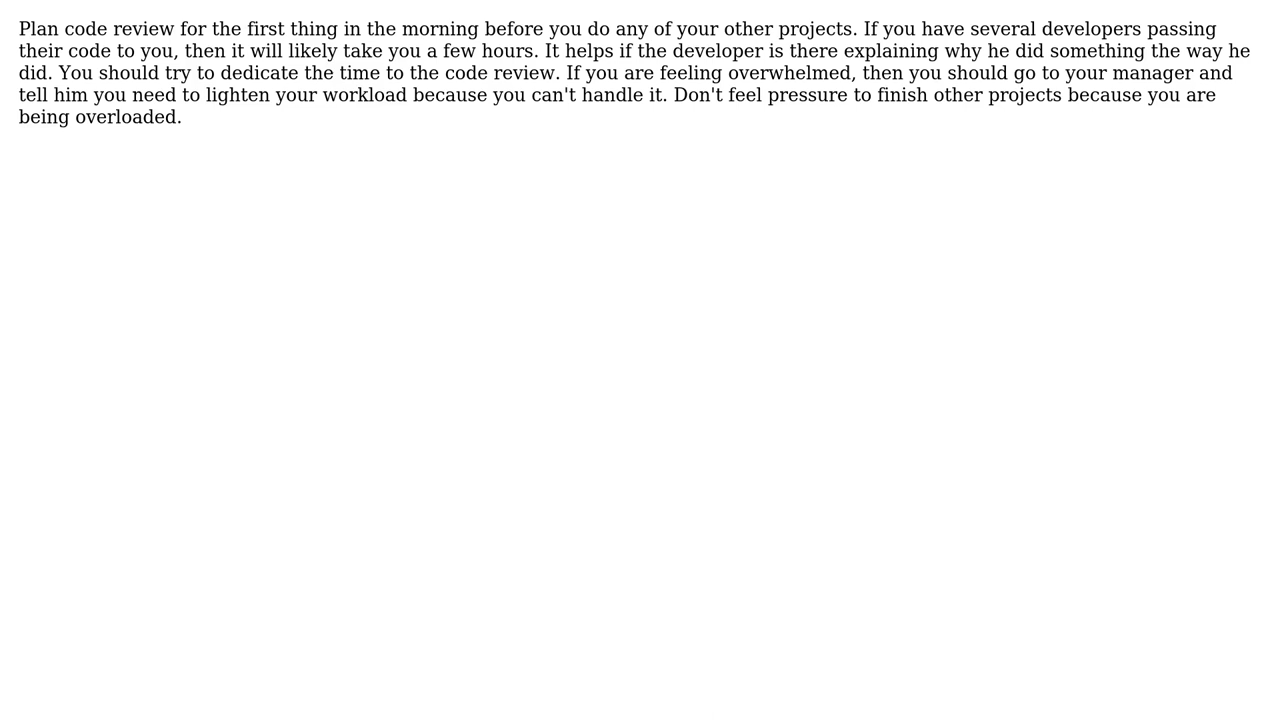 Plan code review for the first thing in the morning before you do any of your other projects. If you have several developers passing
their code to you, then it will likely take you a few hours. It helps if the developer is there explaining why he did something the way he
did. You should try to dedicate the time to the code review. If you are feeling overwhelmed, then you should go to your manager and
tell him you need to lighten your workload because you can't handle it. Don't feel pressure to finish other projects because you are
being overloaded.